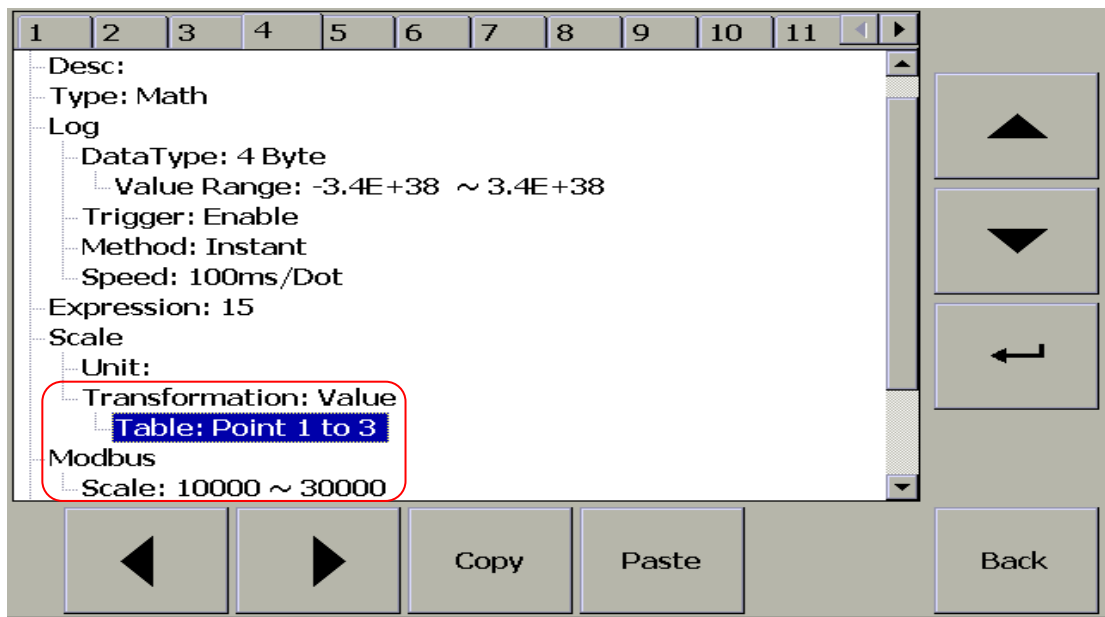 1 2 3 4 5 6 7 8 9 10 11
Desc:
Type: Math
Log
DataType: 4 Byte
Value Range: -3.4E+38 ~ 3.4E+38
Trigger: Enable
Method: Instant
Speed: 100ms/Dot
Expression: 15
Scale
Unit:
Transformation: Value
Table: Point 1 to 3
Modbus
Scale: 10000 ~ 30000
Copy Paste Back